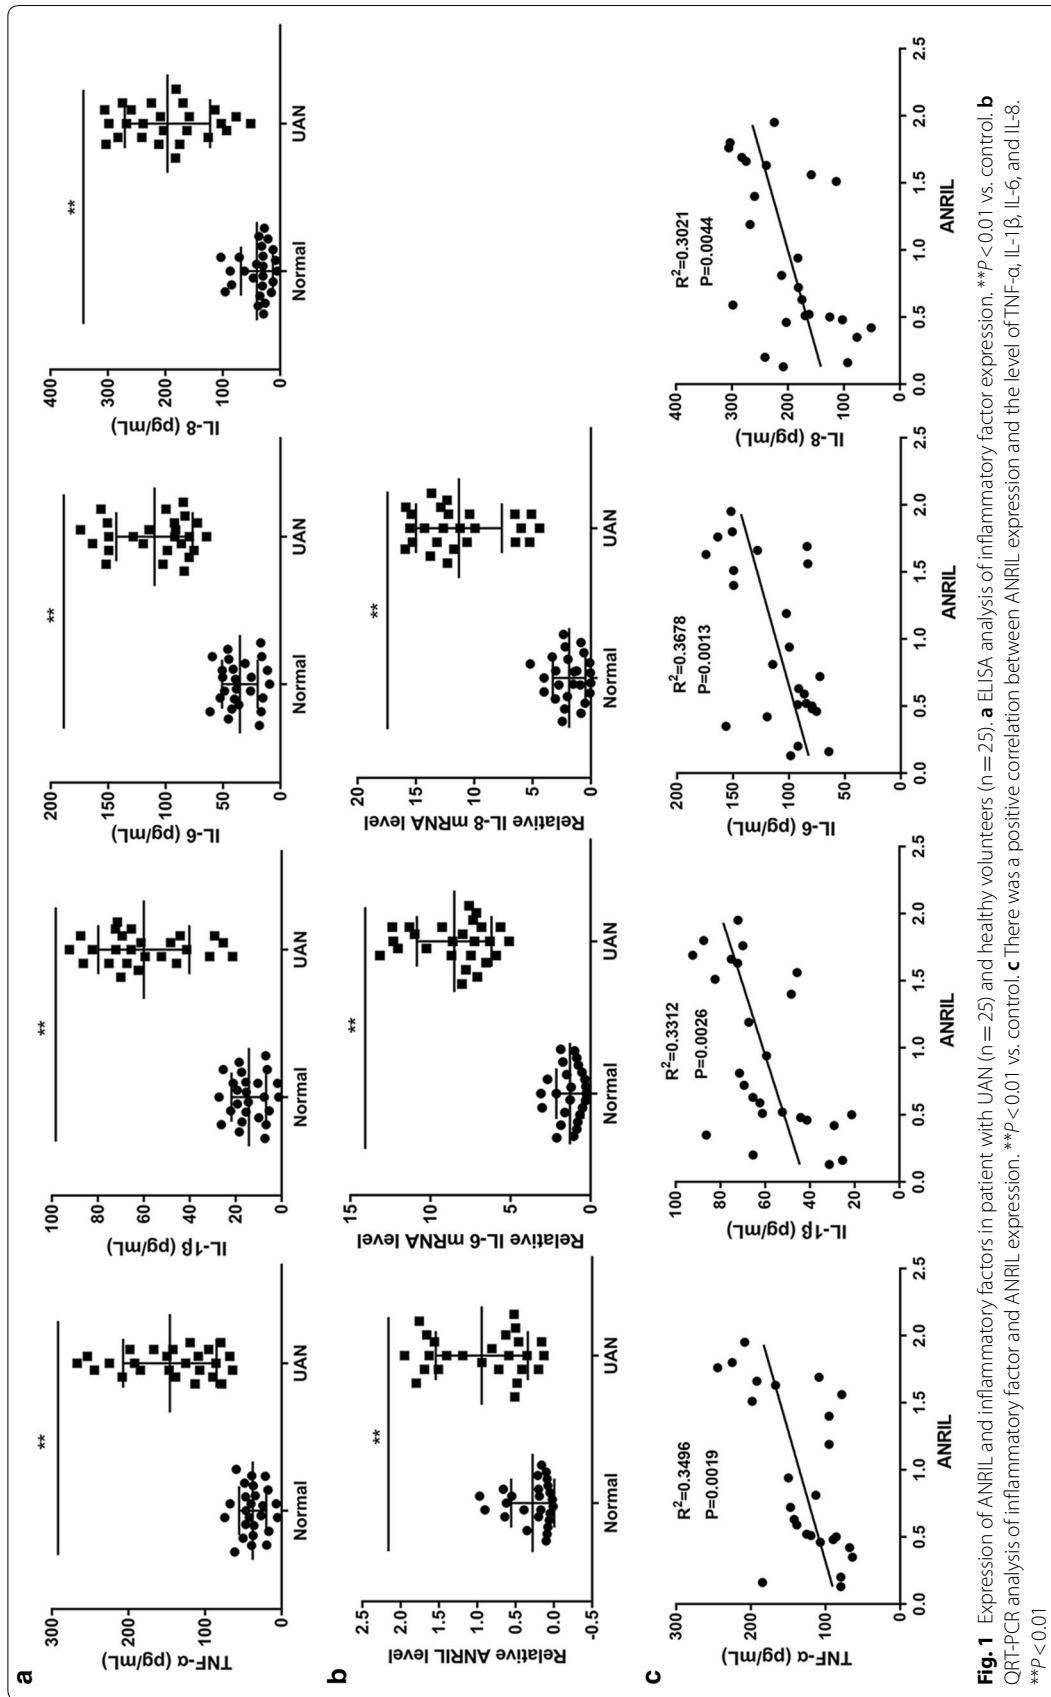 a
TNF-α (pg/mL)
300
200
100
0
**
Normal
UAN
IL-1β (pg/mL)
100
80
60
40
20
0
**
Normal
UAN
IL-6 (pg/mL)
200
150
100
50
0
**
Normal
UAN
IL-8 (pg/mL)
400
300
200
100
0
**
Normal
UAN
b
Relative ANRIL level
2.5
2.0
1.5
1.0
0.5
0.0
-0.5
**
Normal
UAN
Relative IL-6 mRNA level
15
10
5
0
**
Normal
UAN
Relative IL-8 mRNA level
20
15
10
5
0
**
Normal
UAN
c
TNF-α (pg/mL)
300
200
100
0
R²=0.3496
P=0.0019
0.0 0.5 1.0 1.5 2.0 2.5
ANRIL
IL-1β (pg/mL)
100
80
60
40
20
0
R²=0.3312
P=0.0026
0.0 0.5 1.0 1.5 2.0 2.5
ANRIL
IL-6 (pg/mL)
200
150
100
50
0
R²=0.3678
P=0.0013
0.0 0.5 1.0 1.5 2.0 2.5
ANRIL
IL-8 (pg/mL)
400
300
200
100
0
R²=0.3021
P=0.0044
0.0 0.5 1.0 1.5 2.0 2.5
ANRIL
Fig. 1 Expression of ANRIL and inflammatory factors in patient with UAN (n = 25) and healthy volunteers (n = 25). a ELISA analysis of inflammatory factor expression. **P < 0.01 vs. control. b
QRT-PCR analysis of inflammatory factor and ANRIL expression. **P < 0.01 vs. control. c There was a positive correlation between ANRIL expression and the level of TNF-α, IL-1β, IL-6, and IL-8.
**P < 0.01